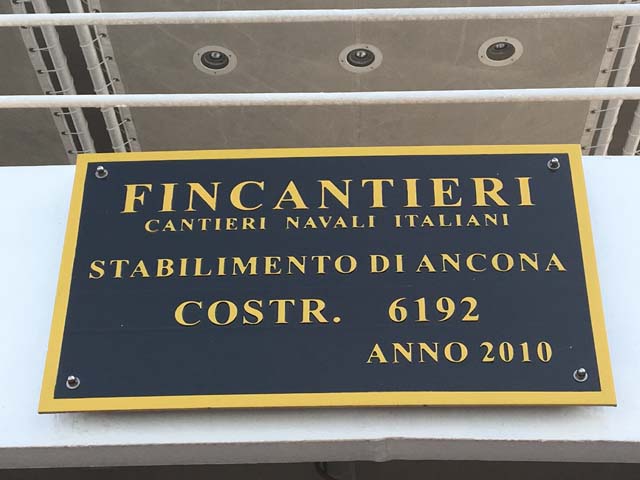 FINCANTIERI
CANTIERI NAVALI ITALIANI
STABILIMENTO DI ANCONA
COSTR. 6192
ANNO 2010